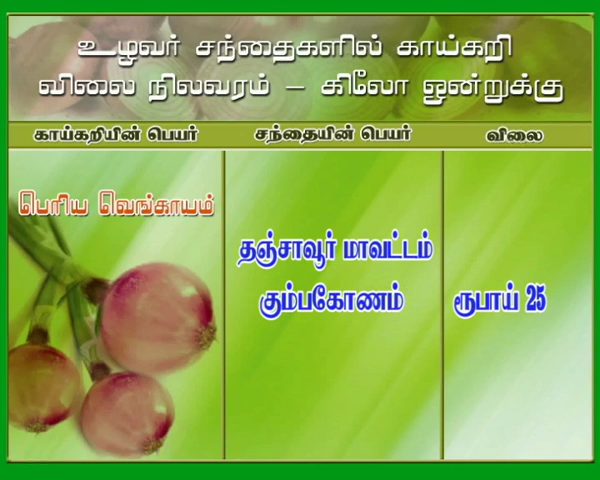 உழவர் சந்தைகளில் காய்கறி
விலை நிலவரம் – கிலோ ஒன்றுக்கு
காய்கறியின் பெயர் சந்தையின் பெயர் விலை
பெரிய வெங்காயம்
தஞ்சாவூர் மாவட்டம்
கும்பகோணம் ரூபாய் 25